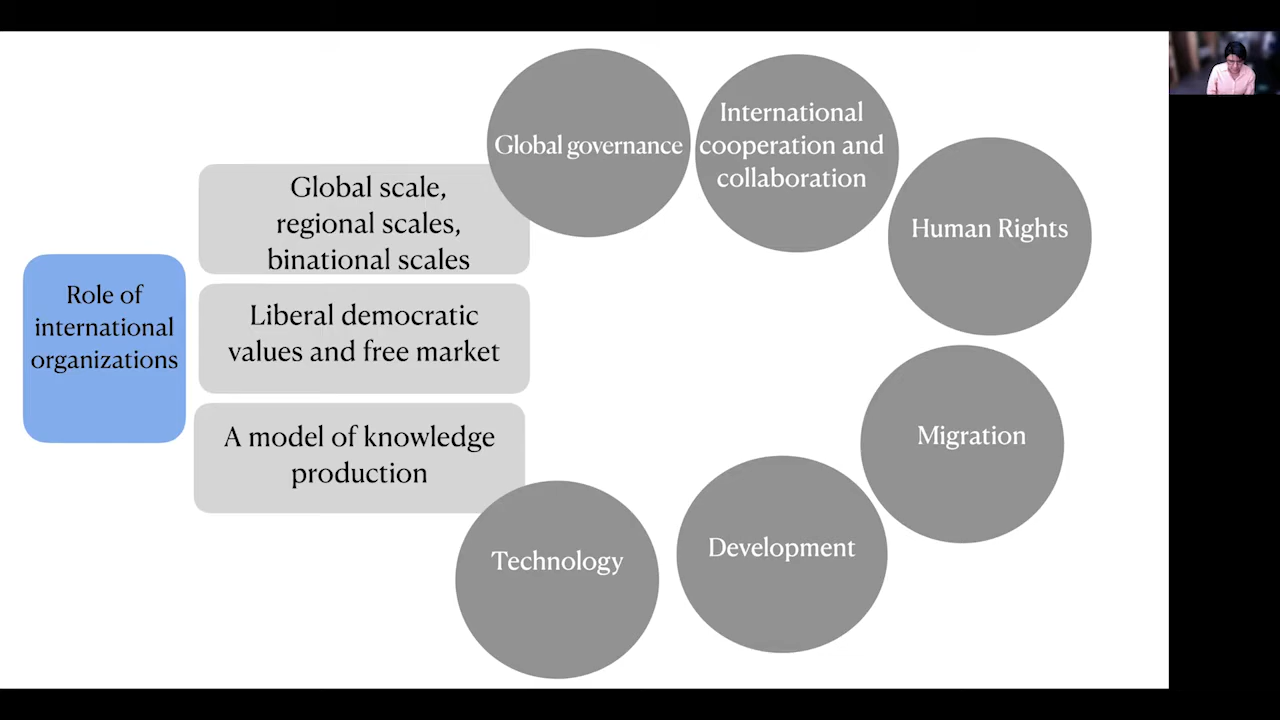 Role of
international
organizations
Global scale,
regional scales,
binational scales
Liberal democratic
values and free market
A model of knowledge
production
Global governance
International
cooperation and
collaboration
Human Rights
Migration
Development
Technology